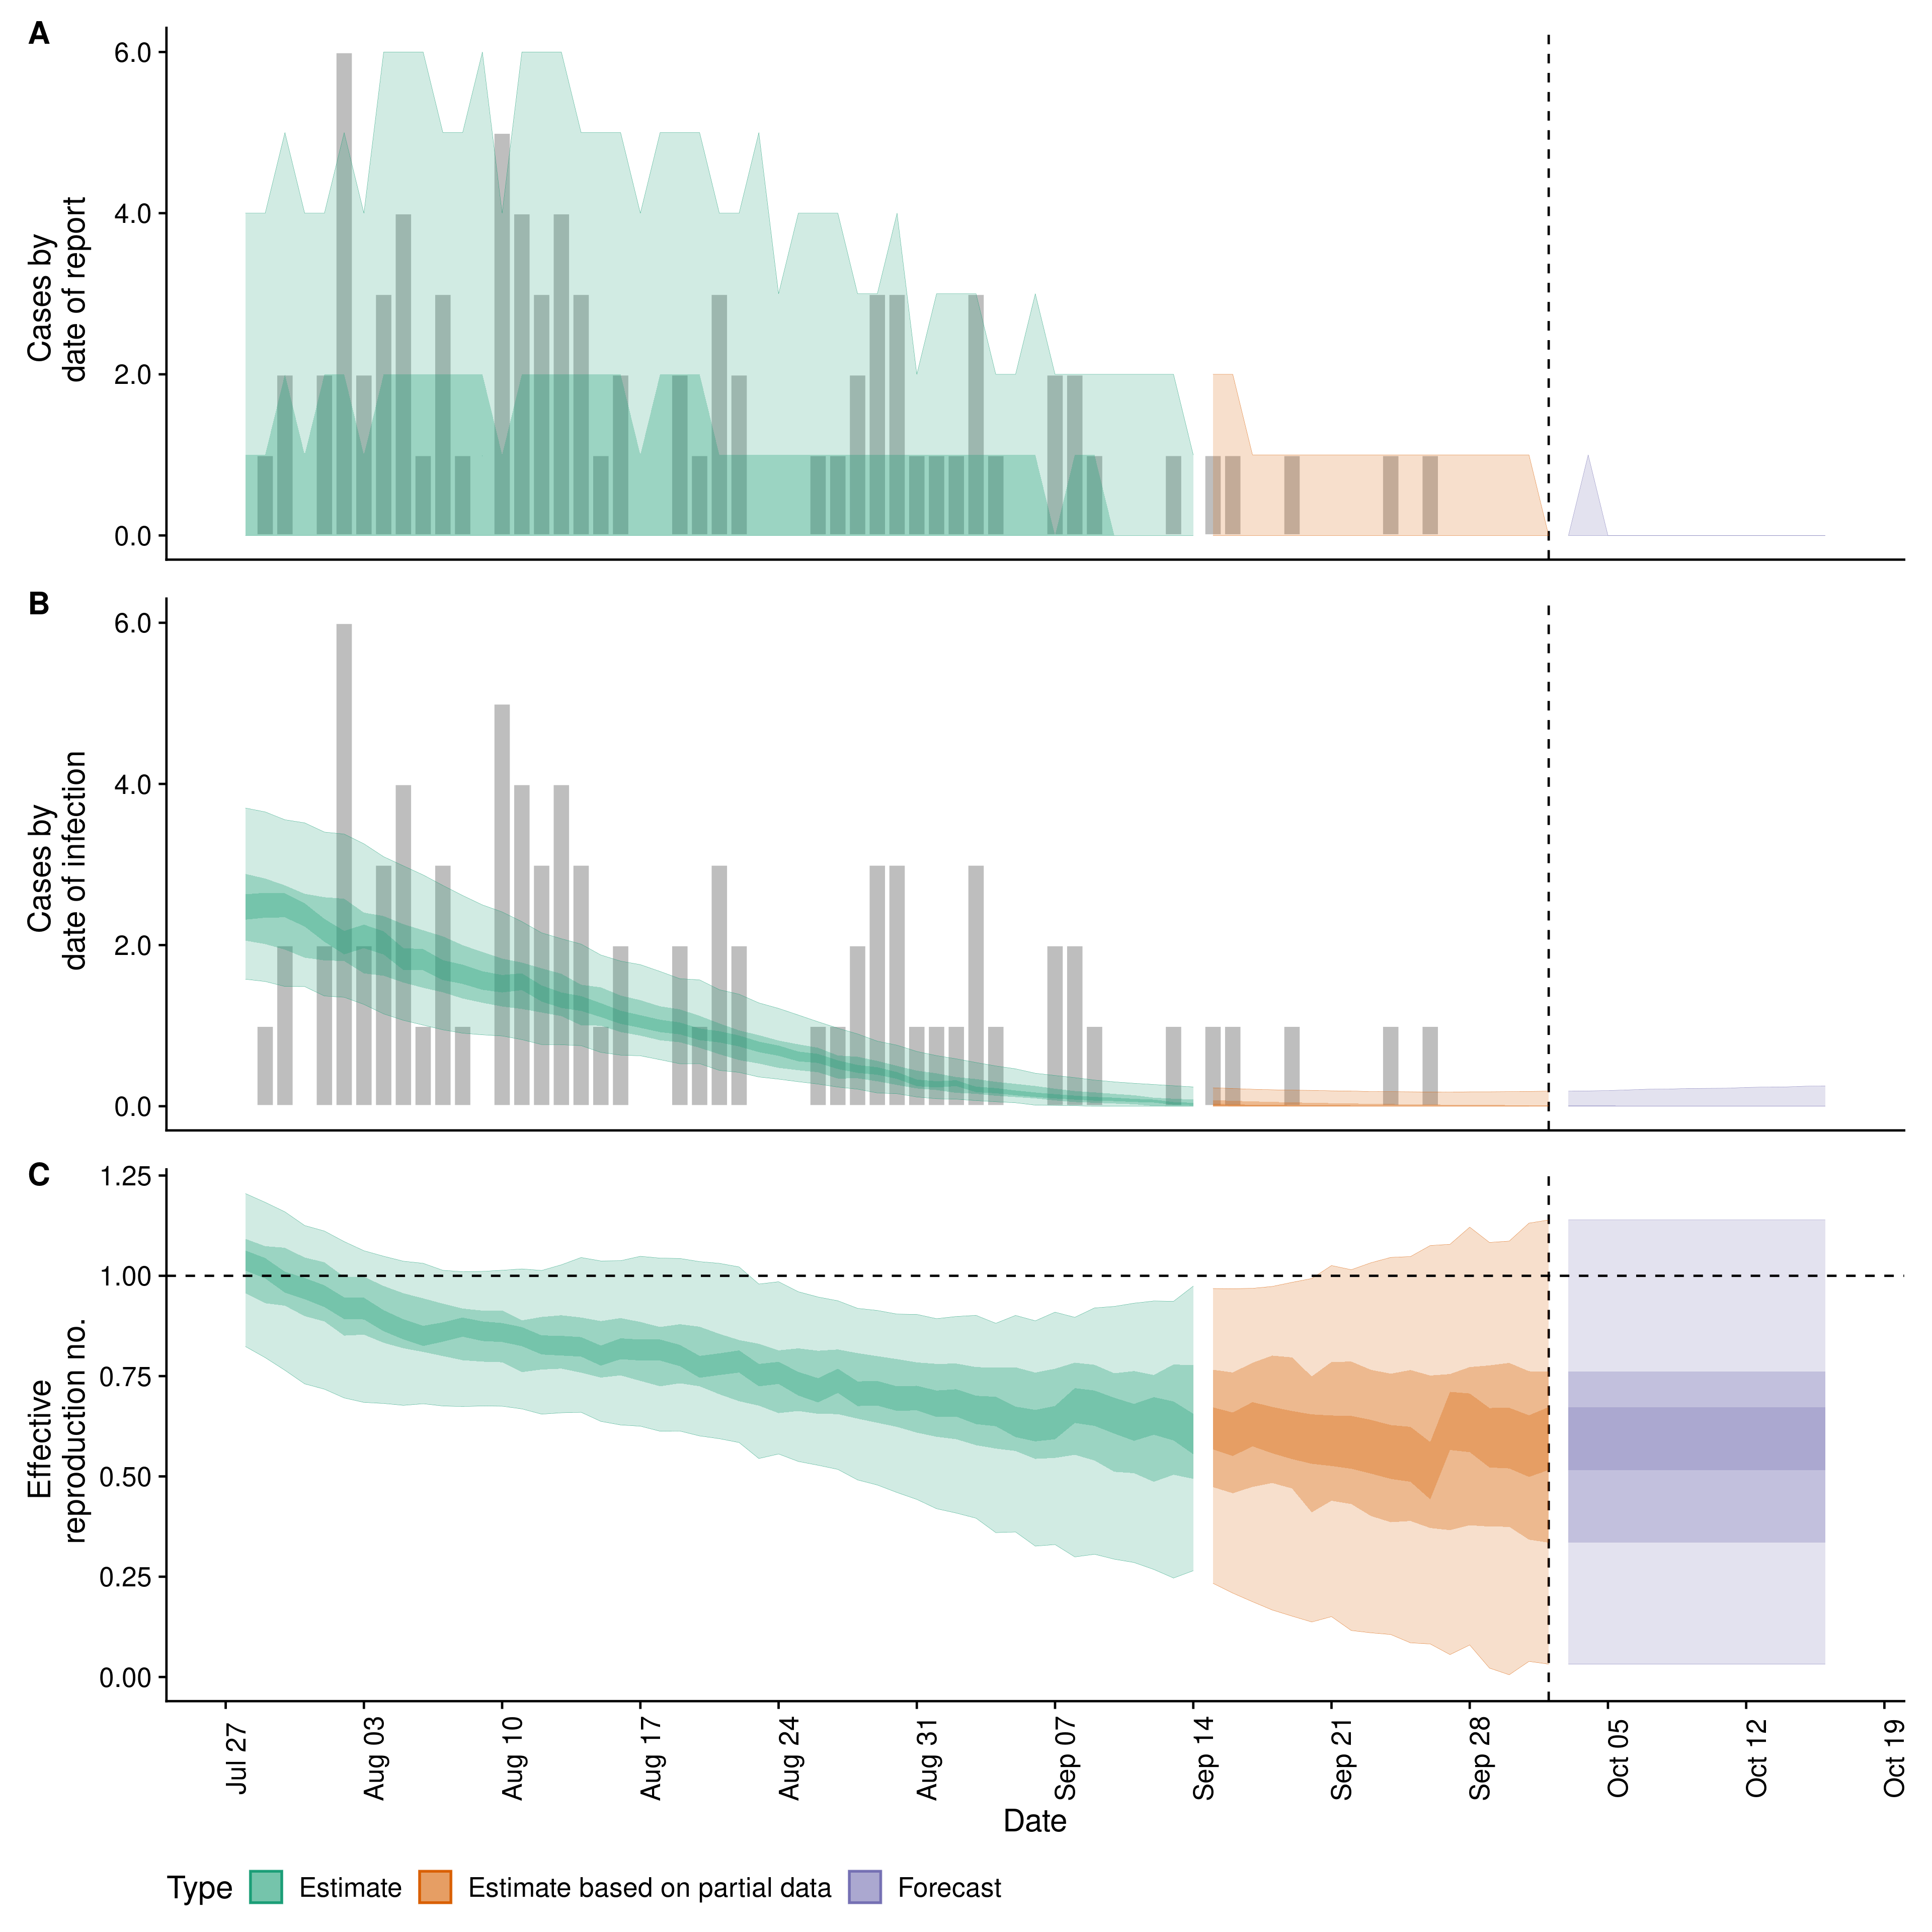 A
6.0
4.0
2.0
0.0
Cases by
date of report
B
6.0
4.0
2.0
0.0
Cases by
date of infection
C
1.25
1.00
0.75
0.50
0.25
0.00
Effective
reproduction no.
Jul 27
Aug 03
Aug 10
Aug 17
Aug 24
Aug 31
Sep 07
Sep 14
Sep 21
Sep 28
Oct 05
Oct 12
Oct 19
Date
Type Estimate Estimate based on partial data Forecast